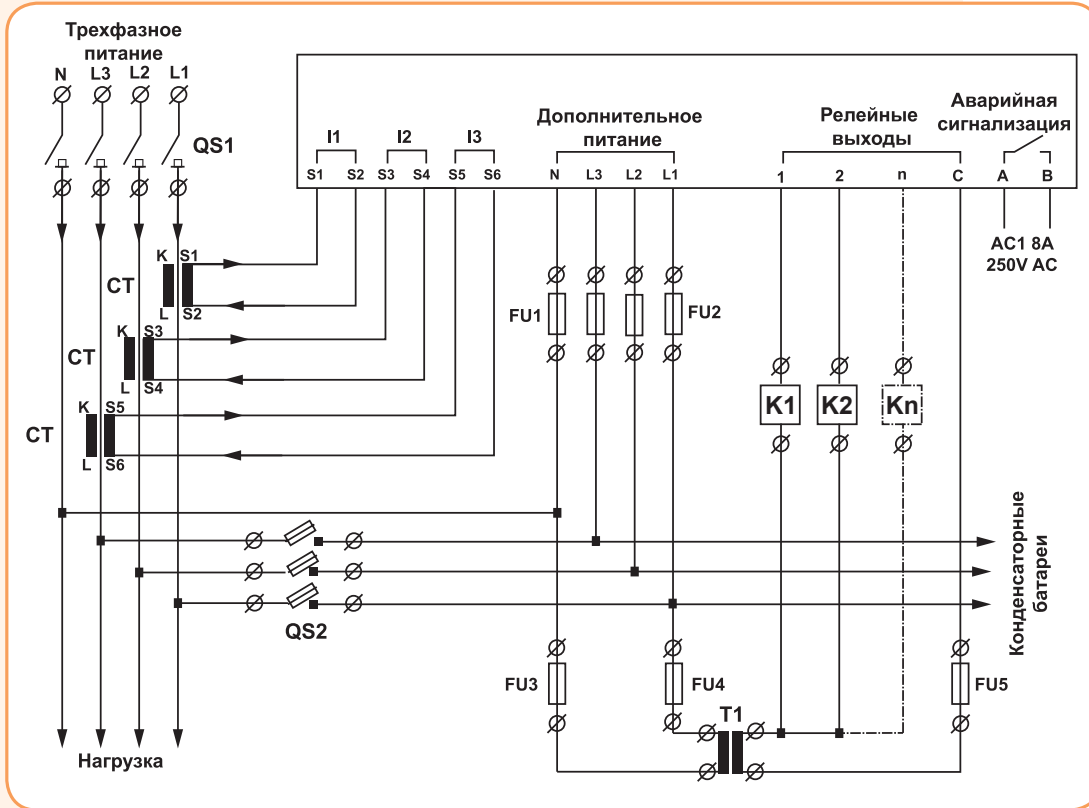 Трехфазное
питание
N L3 L2 L1
QS1
I1 I2 I3
S1 S2 S3 S4 S5 S6
Дополнительное
питание
N L3 L2 L1
Релейные
выходы
1 2 n C
Аварийная
сигнализация
A B
AC1 8A
250V AC
K S1
CT
L S2
K S3
CT
L S4
K S5
CT
L S6
FU1 FU2
K1 K2 Kn
QS2
Конденсаторные
батареи
FU3 FU4 FU5
T1
Нагрузка